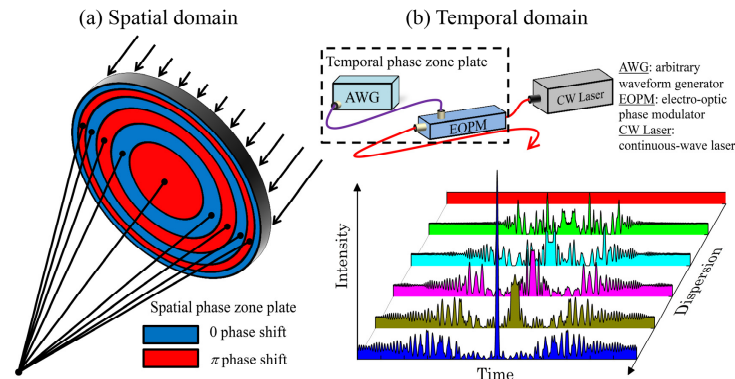 (a) Spatial domain
(b) Temporal domain
Temporal phase zone plate
AWG
EOPM
CW Laser
AWG: arbitrary
waveform generator
EOPM: electro-optic
phase modulator
CW Laser:
continuous-wave laser
Spatial phase zone plate
0 phase shift
π phase shift
Intensity
Time
Dispersion